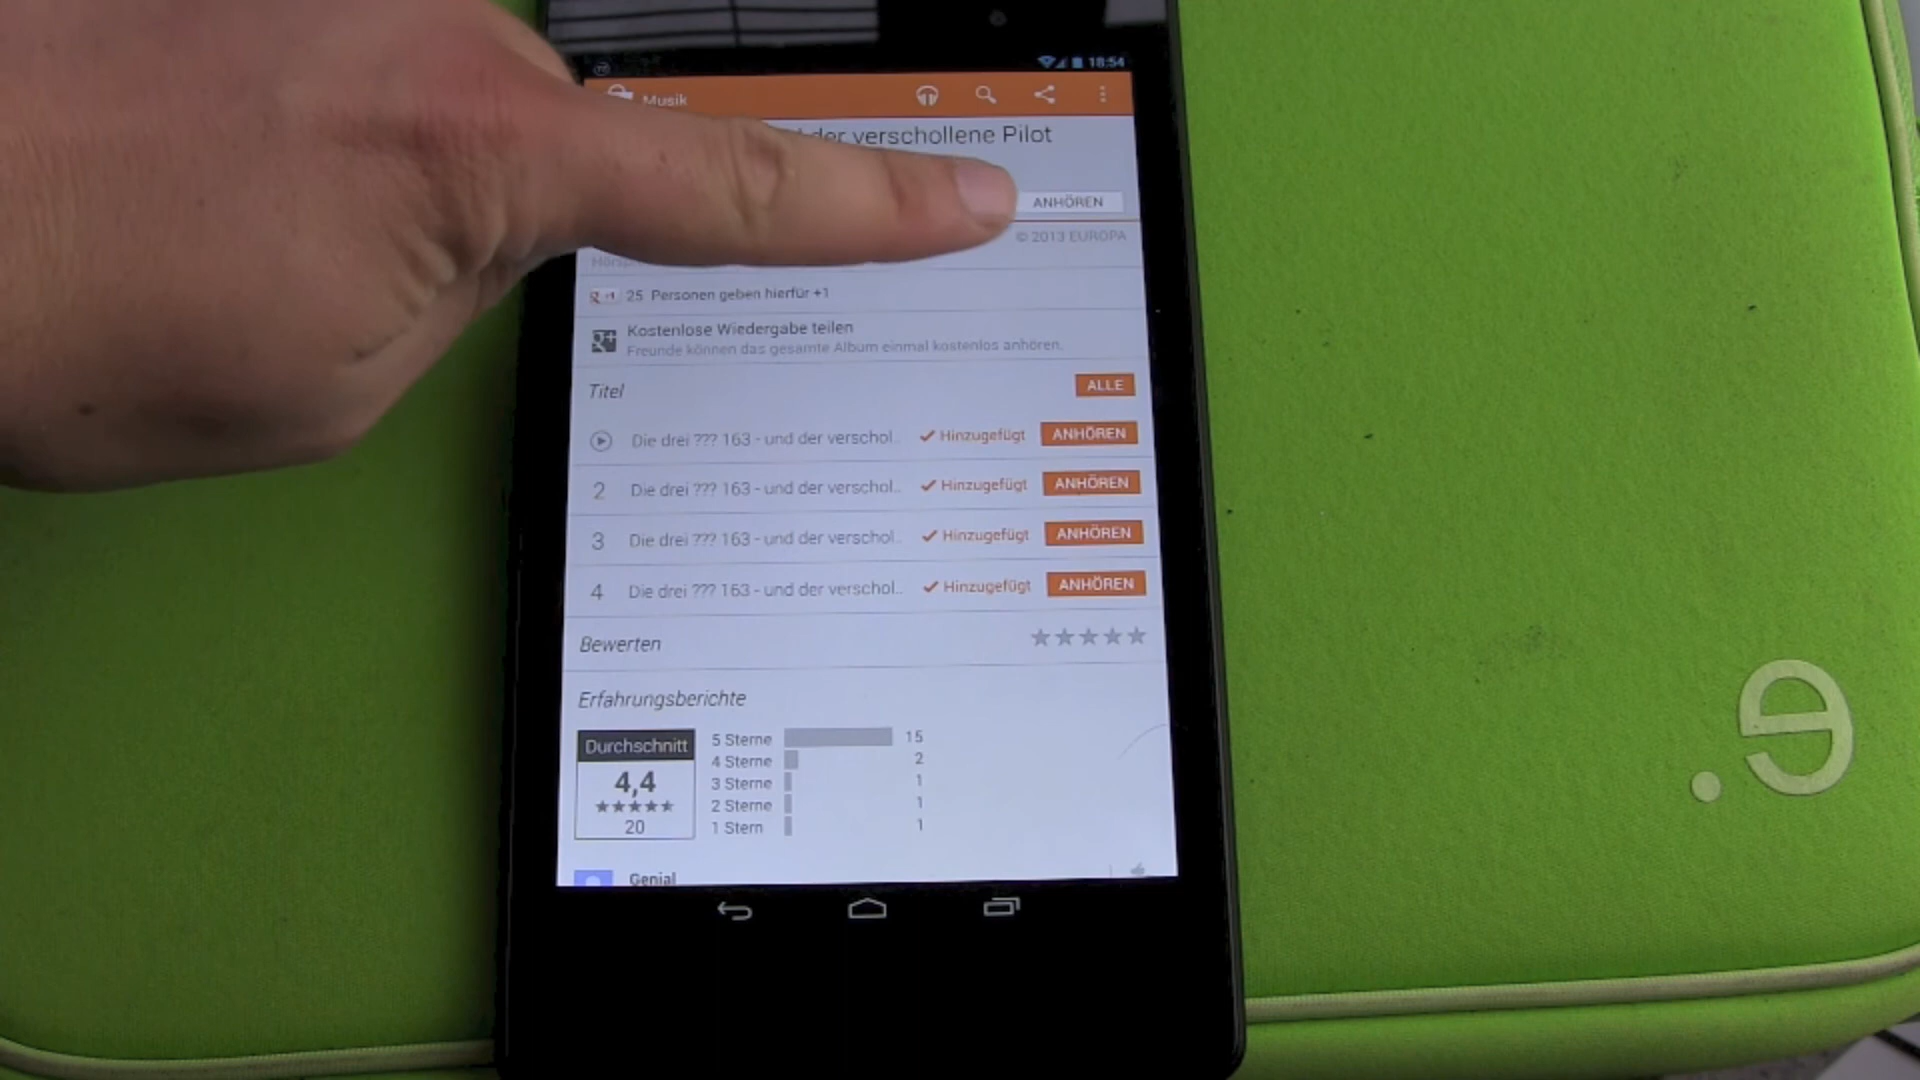 18:54
Musik
der verschollene Pilot
ANHÖREN
© 2013 EUROPA
25 Personen geben hierfür +1
Kostenlose Wiedergabe teilen
Freunde können das gesamte Album einmal kostenlos anhören.
Titel ALLE
Die drei ??? 163 - und der verschol.. Hinzugefügt ANHÖREN
2 Die drei ??? 163 - und der verschol.. Hinzugefügt ANHÖREN
3 Die drei ??? 163 - und der verschol.. Hinzugefügt ANHÖREN
4 Die drei ??? 163 - und der verschol.. Hinzugefügt ANHÖREN
Bewerten
Erfahrungsberichte
Durchschnitt
4,4
20
5 Sterne 15
4 Sterne 2
3 Sterne 1
2 Sterne 1
1 Stern 1
Genial
e.